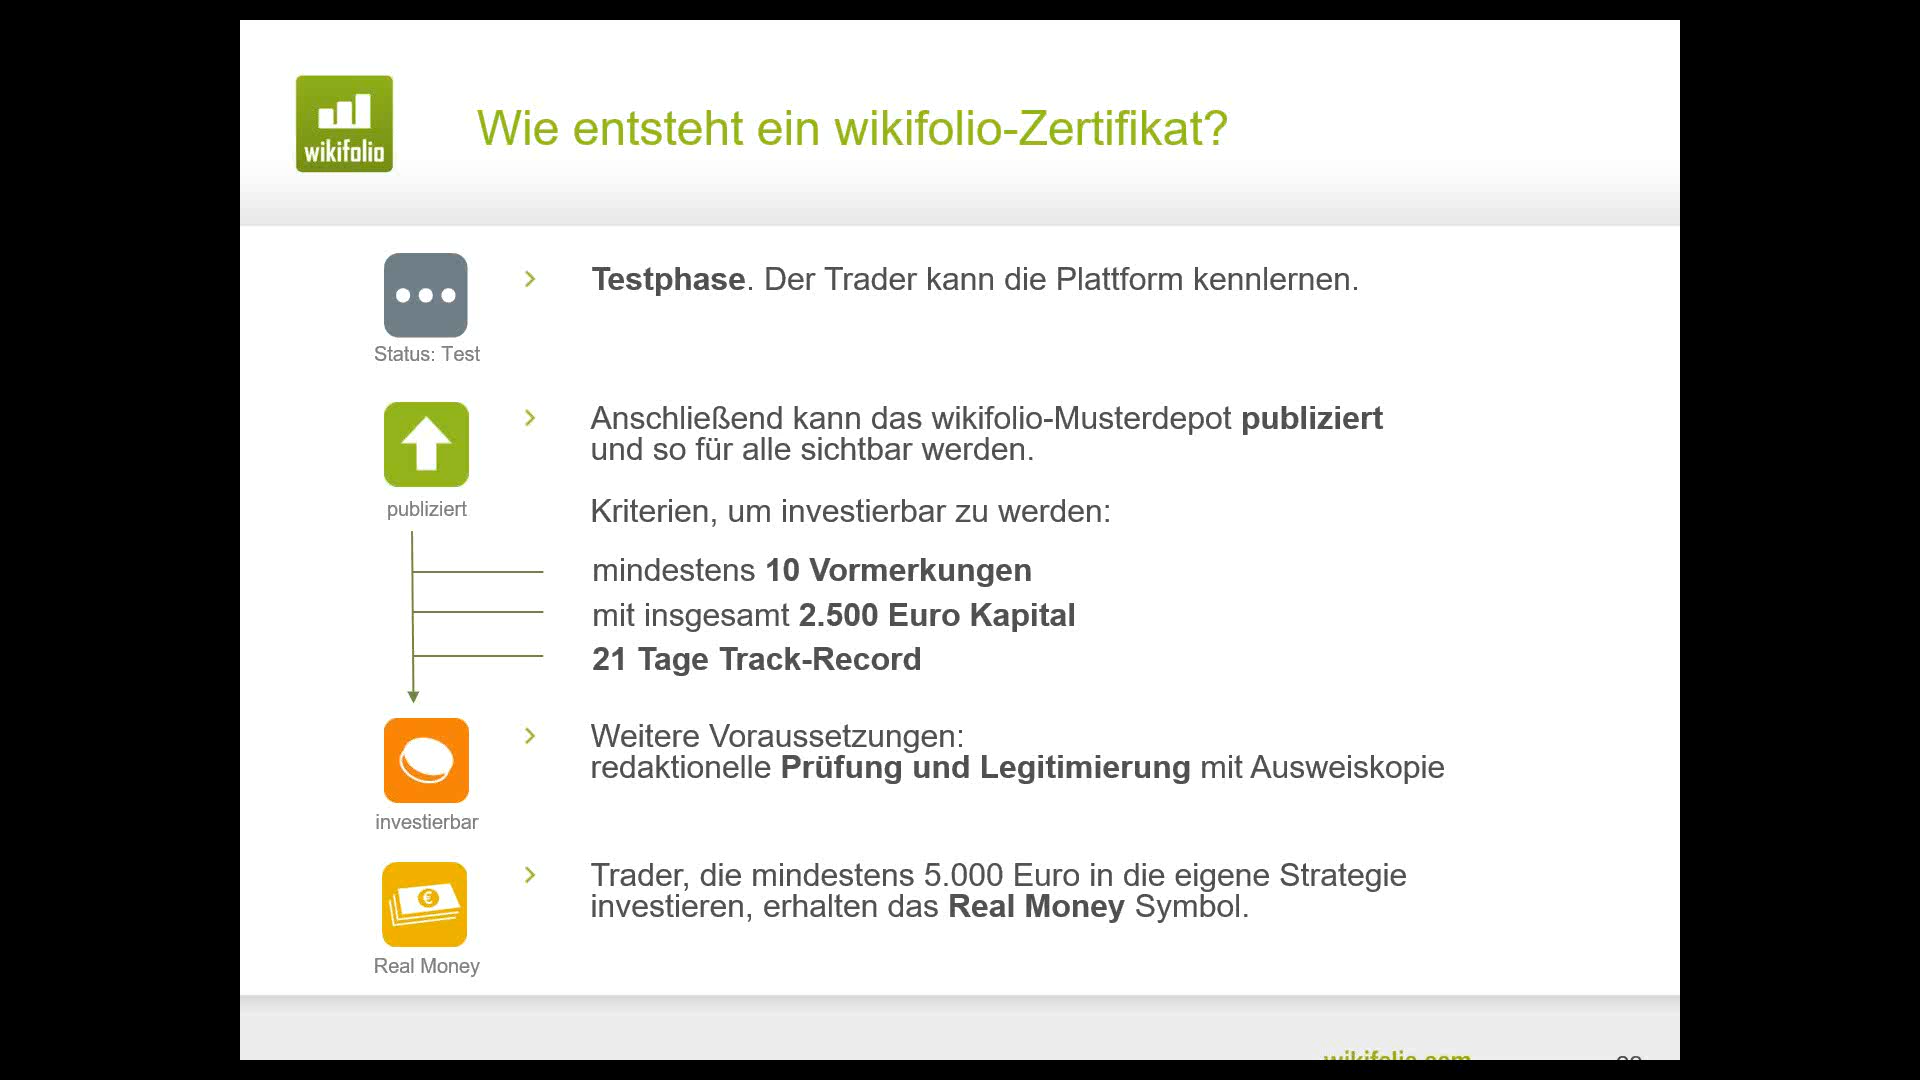 wikifolio
Wie entsteht ein wikifolio-Zertifikat?
Testphase. Der Trader kann die Plattform kennlernen.
Status: Test
Anschließend kann das wikifolio-Musterdepot publiziert
und so für alle sichtbar werden.
publiziert
Kriterien, um investierbar zu werden:
mindestens 10 Vormerkungen
mit insgesamt 2.500 Euro Kapital
21 Tage Track-Record
Weitere Voraussetzungen:
redaktionelle Prüfung und Legitimierung mit Ausweiskopie
investierbar
Trader, die mindestens 5.000 Euro in die eigene Strategie
investieren, erhalten das Real Money Symbol.
€
Real Money
wikifolio.com